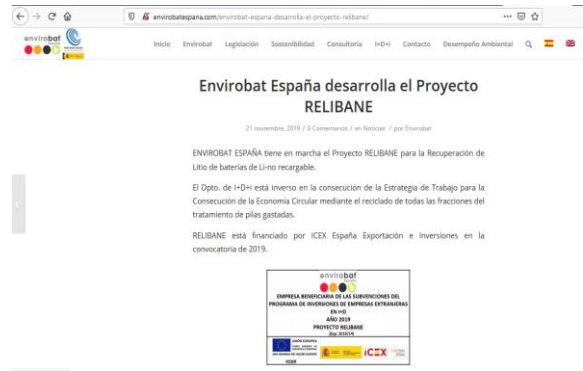 envirobatespana.com/envirobat-espana-desarrolla-el-proyecto-relibane/
envirobat
Inicio Envirobat Legislación Sostenibilidad Consultoría I+D+i Contacto Desempeño Ambiental
Envirobat España desarrolla el Proyecto
RELIBANE
21 noviembre, 2019 / 0 Comentarios / en Noticias / por Envirobat
ENVIROBAT ESPAÑA tiene en marcha el Proyecto RELIBANE para la Recuperación de
Litio de baterías de Li-no recargable.
El Dpto. de I+D+i está inverso en la consecución de la Estrategia de Trabajo para la
Consecución de la Economía Circular mediante el reciclado de todas las fracciones del
tratamiento de pilas gastadas.
RELIBANE está financiado por ICEX España Exportación e Inversiones en la
convocatoria de 2019.
envirobat
EMPRESA BENEFICIARIA DE LAS SUBVENCIONES DEL
PROGRAMA DE INVERSIONES DE EMPRESAS EXTRANJERAS
EN I+D
AÑO 2019
PROYECTO RELIBANE
UNIÓN EUROPEA
ICEX
FEDER